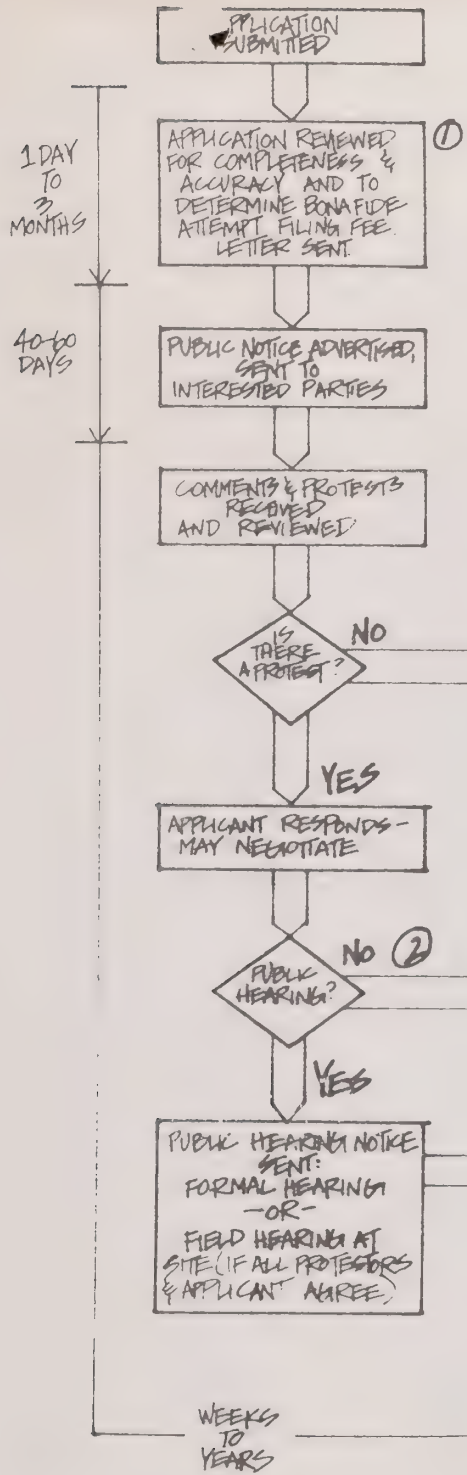 APPLICATION
SUBMITTED
1 DAY
TO
3
MONTHS
APPLICATION REVIEWED
FOR COMPLETENESS &
ACCURACY AND TO
DETERMINE BONAFIDE
ATTEMPT FILING FEE.
LETTER SENT.
1
40-60
DAYS
PUBLIC NOTICE ADVERTISED,
SENT TO
INTERESTED PARTIES
COMMENTS & PROTESTS
RECEIVED
AND REVIEWED
IS
THERE
A PROTEST?
NO
YES
APPLICANT RESPONDS-
MAY NEGOTIATE
PUBLIC
HEARING?
NO 2
YES
PUBLIC HEARING NOTICE
SENT:
FORMAL HEARING
-OR-
FIELD HEARING AT
SITE (IF ALL PROTESTORS
& APPLICANT AGREE)
WEEKS
TO
YEARS